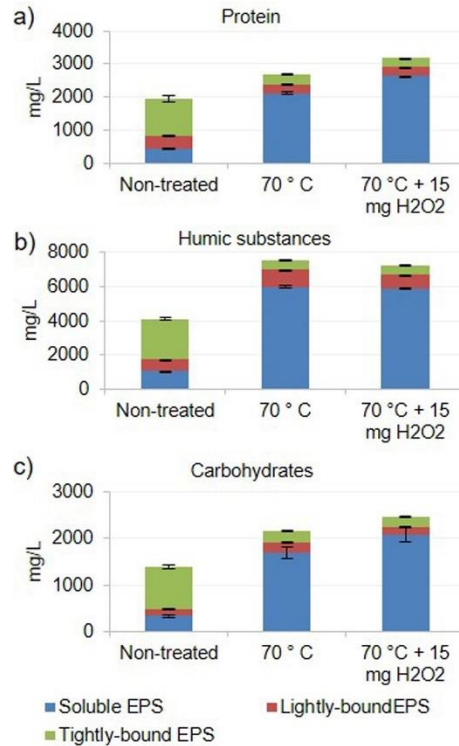 a)
Protein
4000
3000
2000
1000
0
mg/L
Non-treated
70 ° C
70 °C + 15
mg H2O2
b)
Humic substances
8000
6000
4000
2000
0
Non-treated
70 ° C
70 °C + 15
mg H2O2
c)
Carbohydrates
3000
2000
1000
0
mg/L
Non-treated
70 ° C
70 °C + 15
mg H2O2
Soluble EPS
Lightly-boundEPS
Tightly-bound EPS